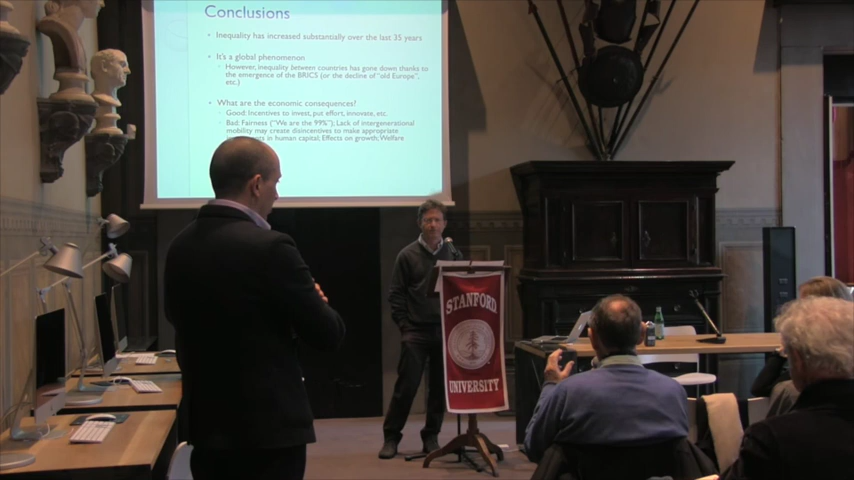 Conclusions
Inequality has increased substantially over the last 35 years
It's a global phenomenon
However, inequality between countries has gone down thanks to
the emergence of the BRICS (or the decline of "old Europe",
etc.)
What are the economic consequences?
Good: Incentives to invest, put effort, innovate, etc.
Bad: Fairness ("We are the 99%"); Lack of intergenerational
mobility may create disincentives to make appropriate
in human capital; Effects on growth; Welfare
STANFORD
UNIVERSITY